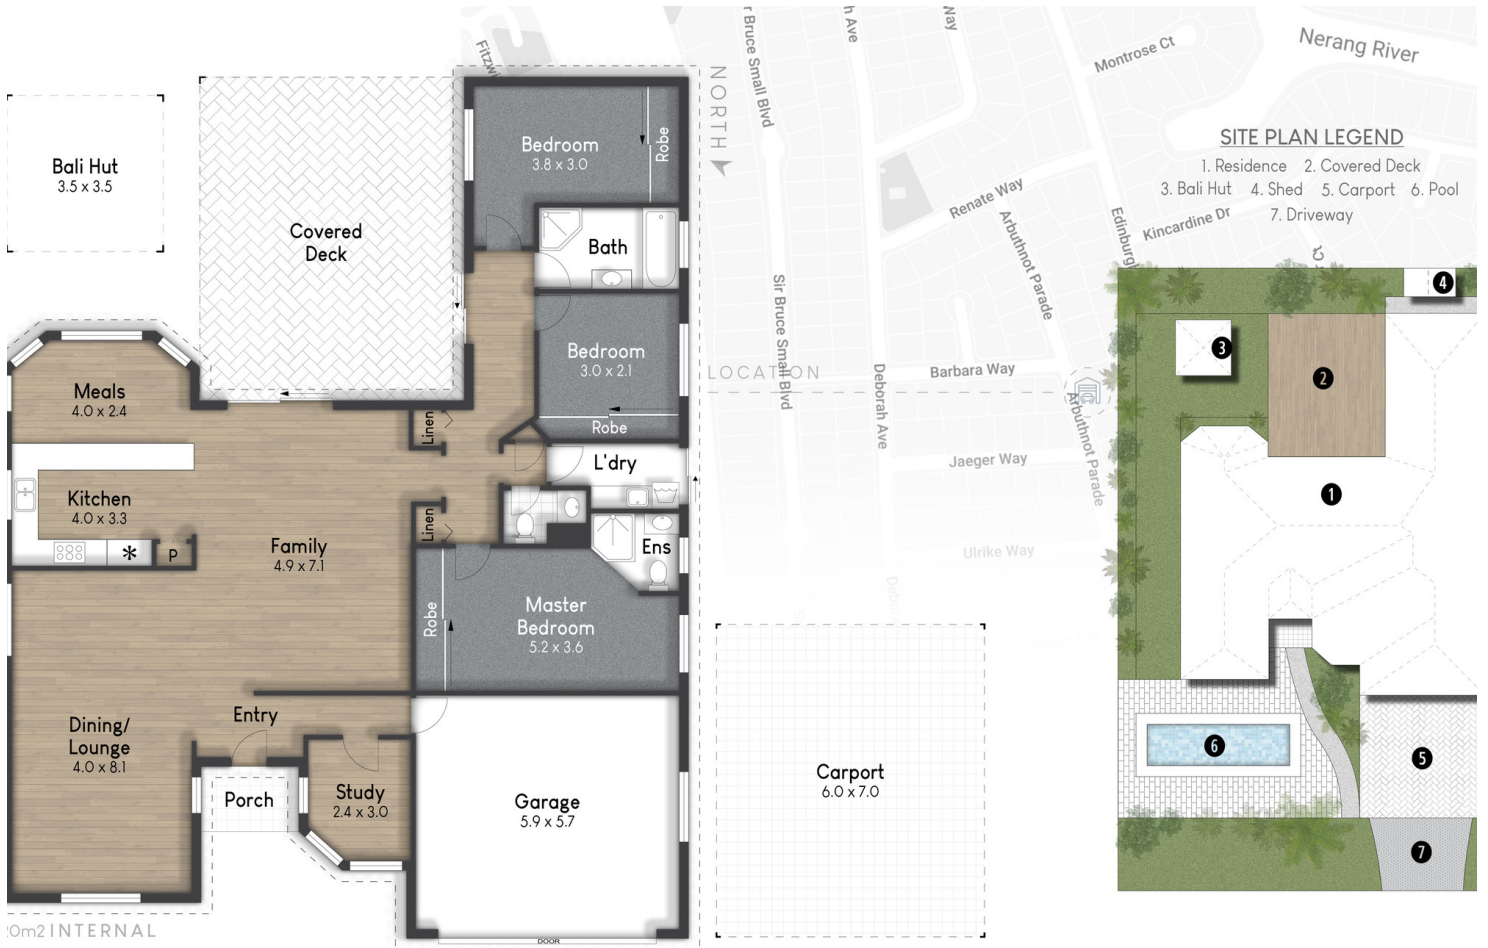 Bali Hut
3.5 x 3.5
Covered
Deck
Bedroom
3.8 x 3.0
Robe
Bath
Bedroom
3.0 x 2.1
Robe
Meals
4.0 x 2.4
Linen
L'dry
Kitchen
4.0 x 3.3
*
P
Linen
Family
4.9 x 7.1
Ens
Robe
Master
Bedroom
5.2 x 3.6
Entry
Dining/
Lounge
4.0 x 8.1
Porch
Study
2.4 x 3.0
Garage
5.9 x 5.7
DOOR
INTERNAL
Carport
6.0 x 7.0
NORTH
LOCATION
Bruce Small Blvd
Ave
Way
Montrose Ct
Nerang River
Renate Way
Arbuthnot Parade
Kincardine Dr
Ct
Sir Bruce Small Blvd
Deborah Ave
Barbara Way
Arbuthnot Parade
Jaeger Way
Ulrike Way
SITE PLAN LEGEND
1. Residence 2. Covered Deck
3. Bali Hut 4. Shed 5. Carport 6. Pool
7. Driveway
4
3
2
1
6
5
7